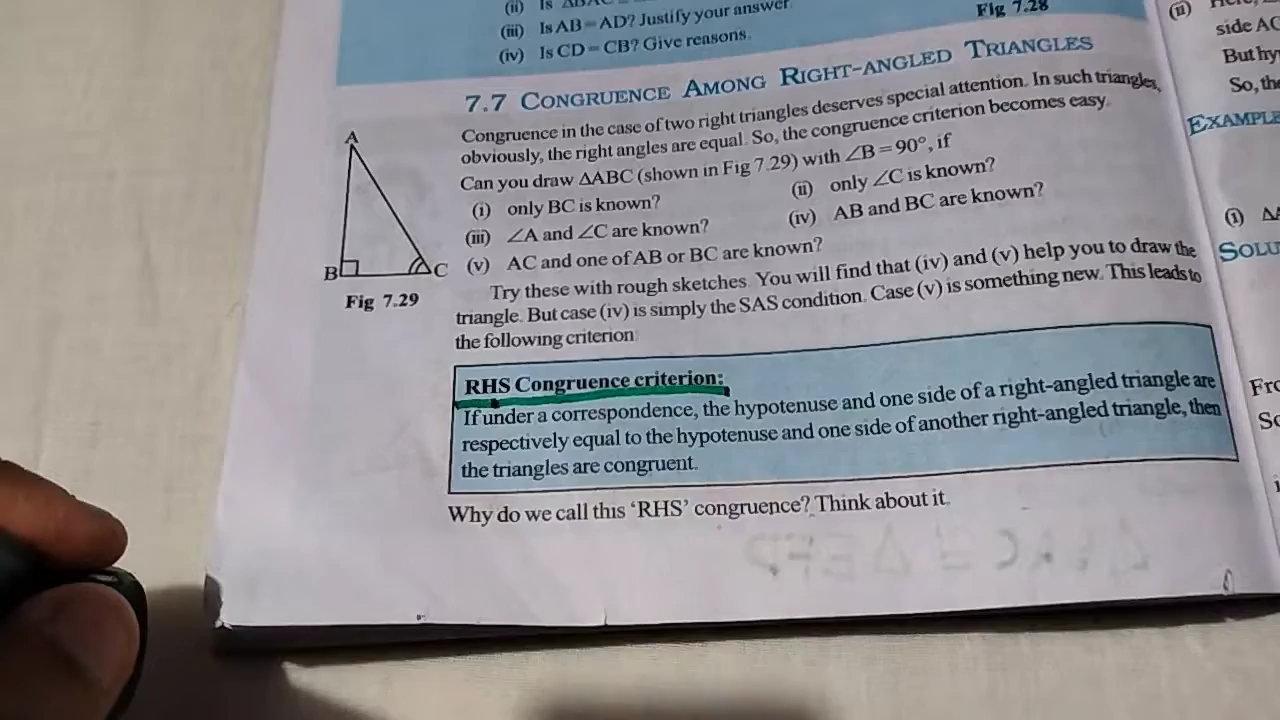 (ii) Is
(iii) Is AB = AD? Justify your answer
(iv) Is CD = CB? Give reasons.
Fig 7.28
7.7 CONGRUENCE AMONG RIGHT-ANGLED TRIANGLES
Congruence in the case of two right triangles deserves special attention. In such triangles,
obviously, the right angles are equal. So, the congruence criterion becomes easy.
Can you draw ΔABC (shown in Fig 7.29) with ∠B = 90°, if
(i) only BC is known?
(ii) only ∠C is known?
(iii) ∠A and ∠C are known?
(iv) AB and BC are known?
(v) AC and one of AB or BC are known?
A
B
C
Fig 7.29
Try these with rough sketches. You will find that (iv) and (v) help you to draw the
triangle. But case (iv) is simply the SAS condition. Case (v) is something new. This leads to
the following criterion:
RHS Congruence criterion:
If under a correspondence, the hypotenuse and one side of a right-angled triangle are
respectively equal to the hypotenuse and one side of another right-angled triangle, then
the triangles are congruent.
Why do we call this ‘RHS’ congruence? Think about it.
(ii)
side AC
But hy
So, the
EXAMPLE
(i)
SOLU
Fro
So